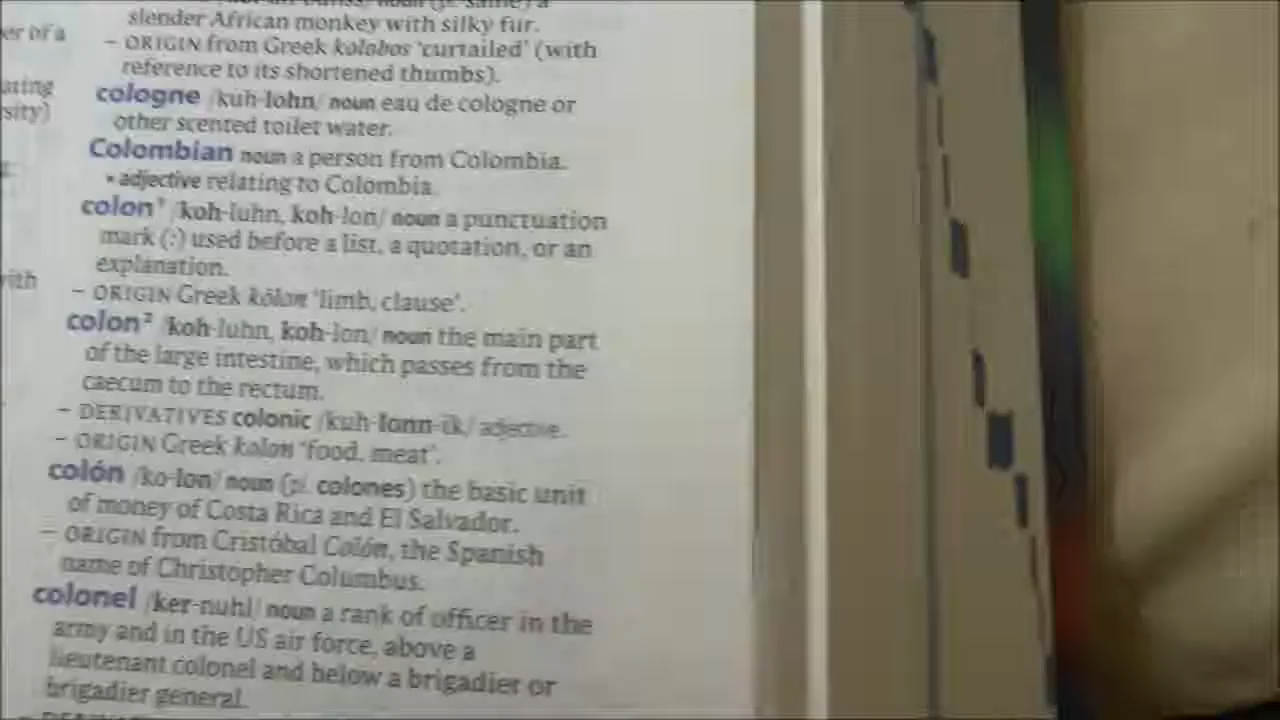 er of a
ating
sity)
with
slender African monkey with silky fur.
– ORIGIN from Greek kolobos ‘curtailed’ (with
reference to its shortened thumbs).
cologne /kuh-lohn/ noun eau de cologne or
other scented toilet water.
Colombian noun a person from Colombia.
• adjective relating to Colombia.
colon¹ /koh-luhn, koh-lon/ noun a punctuation
mark (:) used before a list, a quotation, or an
explanation.
– ORIGIN Greek kōlon ‘limb, clause’.
colon² /koh-luhn, koh-lon/ noun the main part
of the large intestine, which passes from the
caecum to the rectum.
– DERIVATIVES colonic /kuh-lonn-ik/ adjective.
– ORIGIN Greek kolon ‘food, meat’.
colón /ko-lon/ noun (pl. colones) the basic unit
of money of Costa Rica and El Salvador.
– ORIGIN from Cristóbal Colón, the Spanish
name of Christopher Columbus.
colonel /ker-nuhl/ noun a rank of officer in the
army and in the US air force, above a
lieutenant colonel and below a brigadier or
brigadier general.